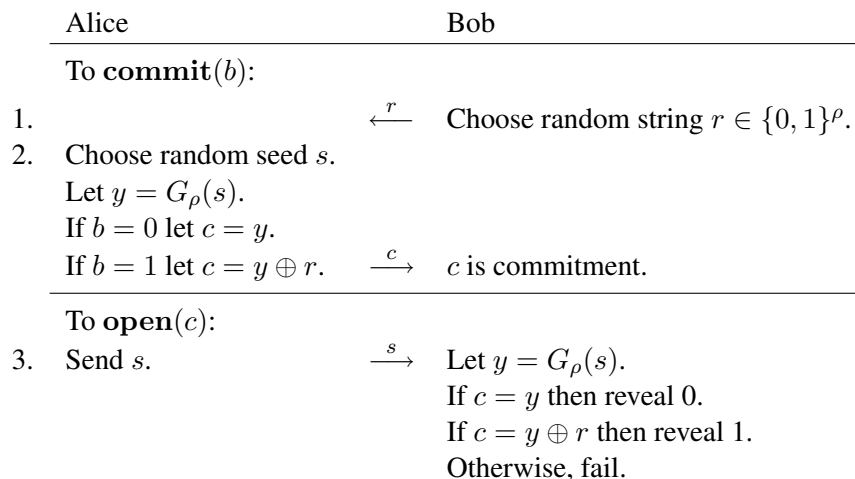 Alice Bob
To commit(b):
1. ←r Choose random string r ∈ {0, 1}^ρ.
2. Choose random seed s.
Let y = G_ρ(s).
If b = 0 let c = y.
If b = 1 let c = y ⊕ r. →c c is commitment.
To open(c):
3. Send s. →s Let y = G_ρ(s).
If c = y then reveal 0.
If c = y ⊕ r then reveal 1.
Otherwise, fail.